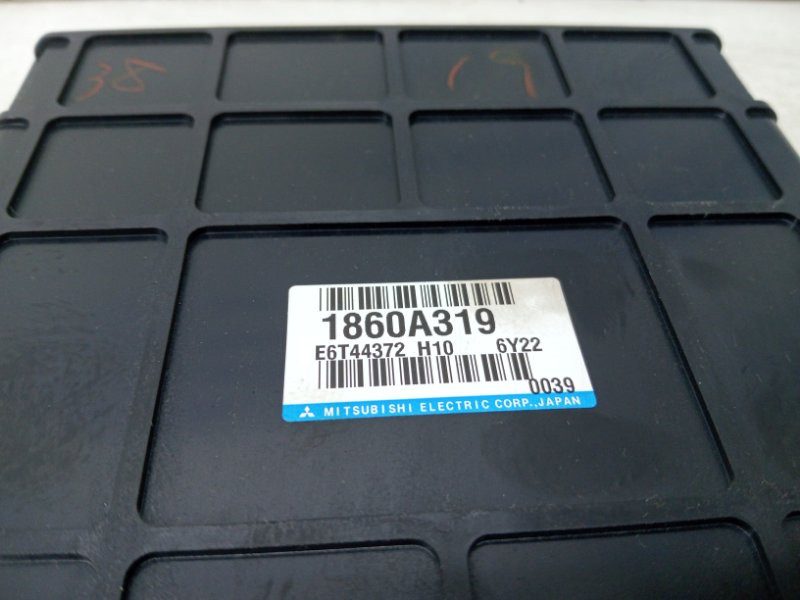 38 19
1860A319
E6T44372 H10 6Y22
0039
MITSUBISHI ELECTRIC CORP.,JAPAN